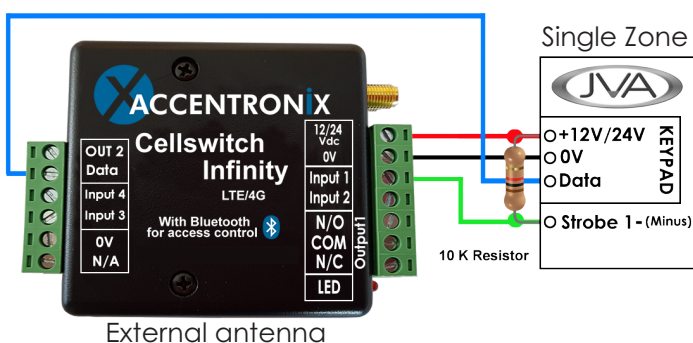 Single Zone
JVA
ACCENTRONiX
Cellswitch
Infinity
LTE/4G
With Bluetooth
for access control
OUT 2
Data
Input 4
Input 3
0V
N/A
12/24
Vdc
0V
Input 1
Input 2
N/O
COM
N/C
Output1
LED
+12V/24V
0V
Data
KEYPAD
Strobe 1- (Minus)
10 K Resistor
External antenna